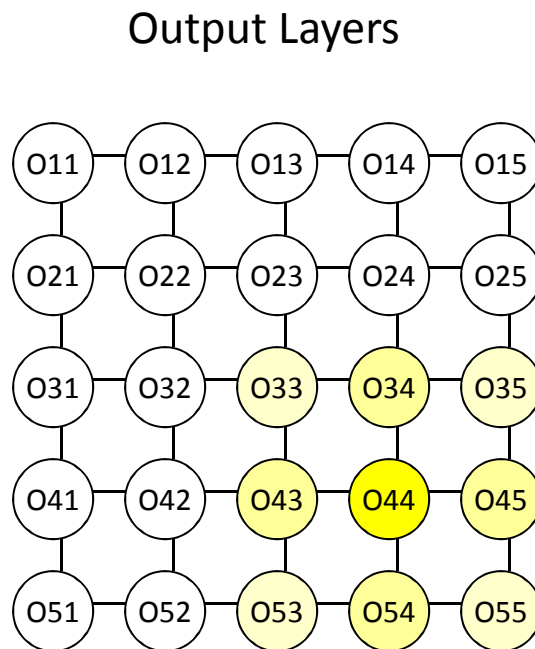 Output Layers
O11 O12 O13 O14 O15
O21 O22 O23 O24 O25
O31 O32 O33 O34 O35
O41 O42 O43 O44 O45
O51 O52 O53 O54 O55